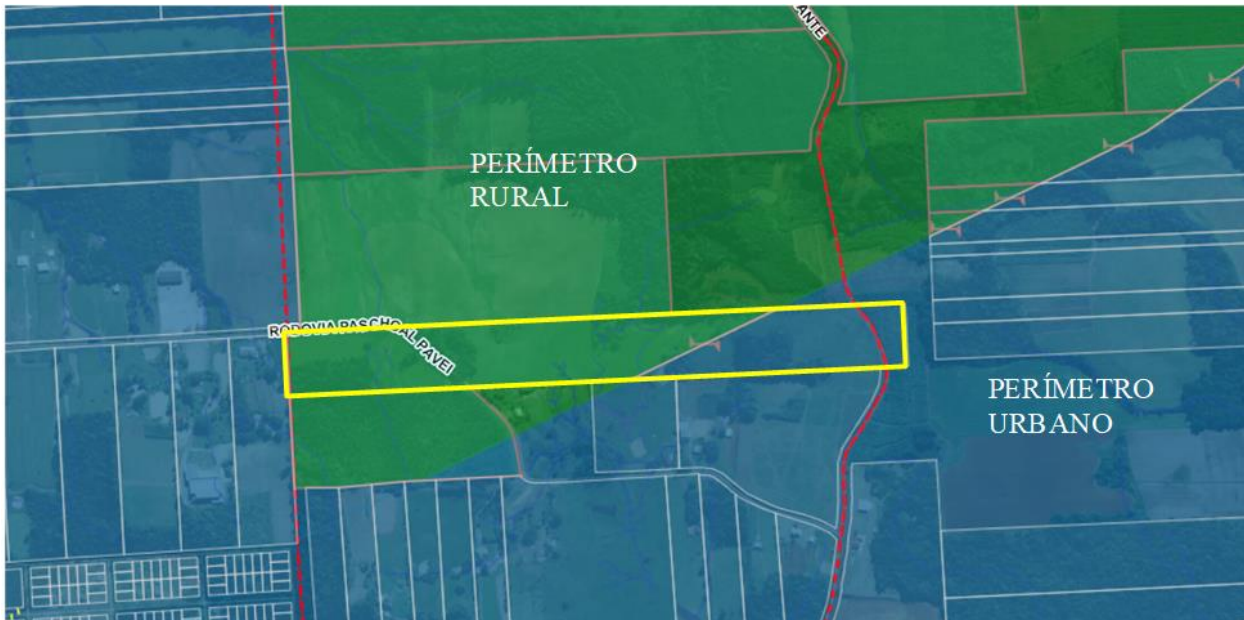 ANTE
PERÍMETRO
RURAL
RODOVIA PASCHOAL PAVEI
PERÍMETRO
URBANO